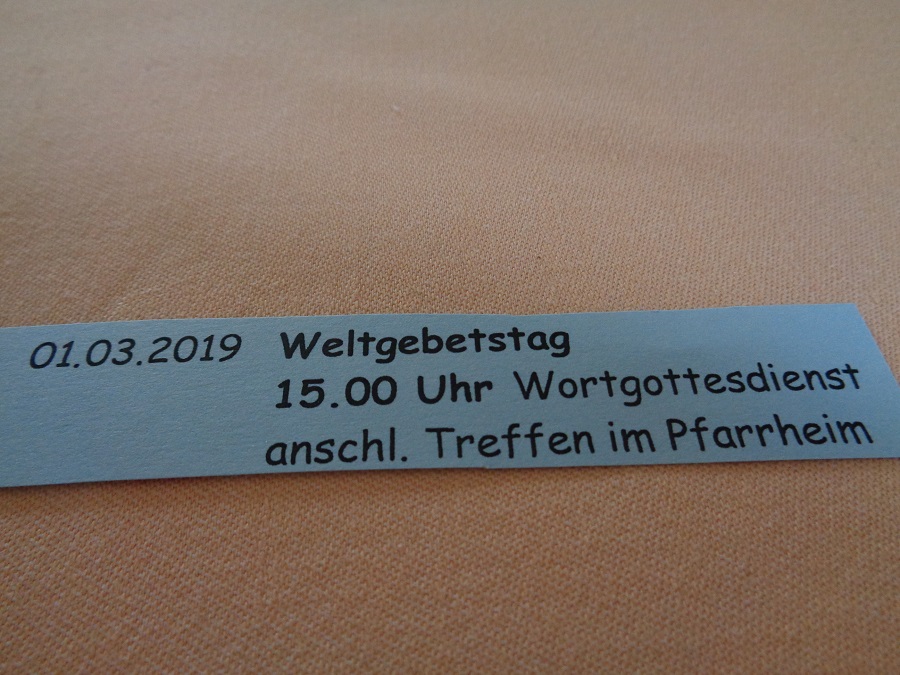 01.03.2019 Weltgebetstag
15.00 Uhr Wortgottesdienst
anschl. Treffen im Pfarrheim